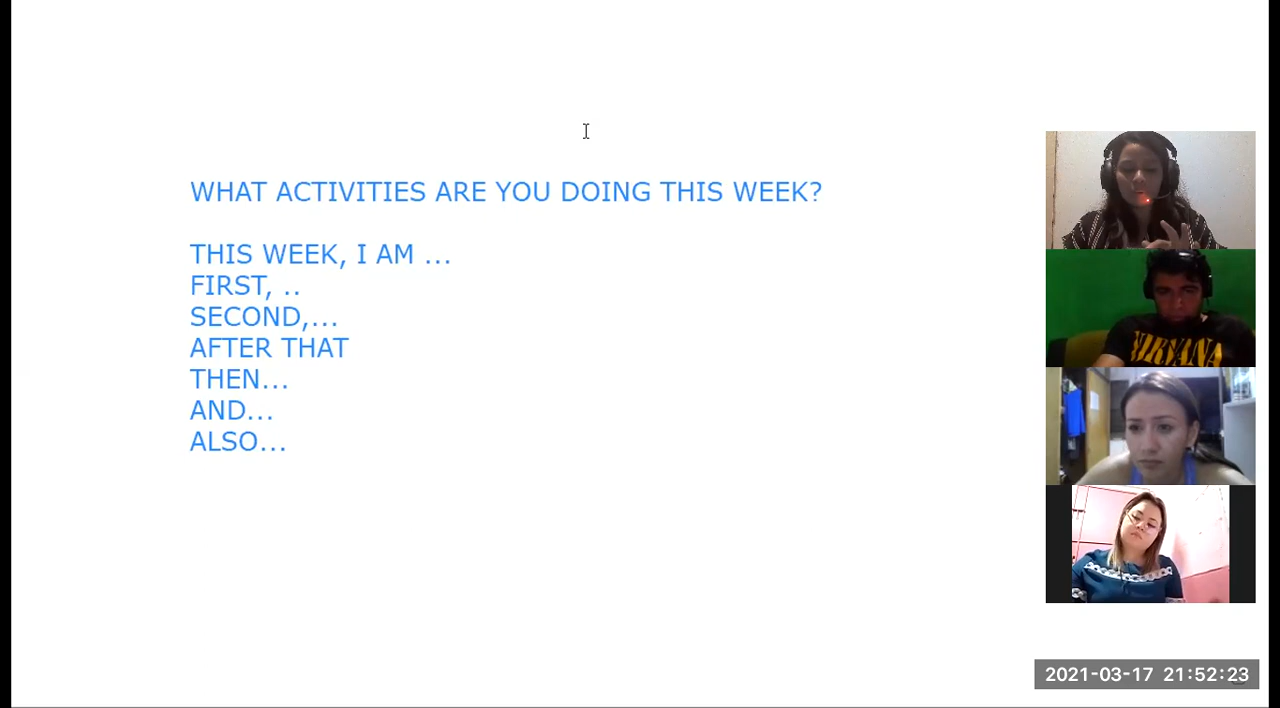 WHAT ACTIVITIES ARE YOU DOING THIS WEEK?
THIS WEEK, I AM ...
FIRST, ..
SECOND,...
AFTER THAT
THEN...
AND...
ALSO...
NIRVANA
2021-03-17 21:52:23